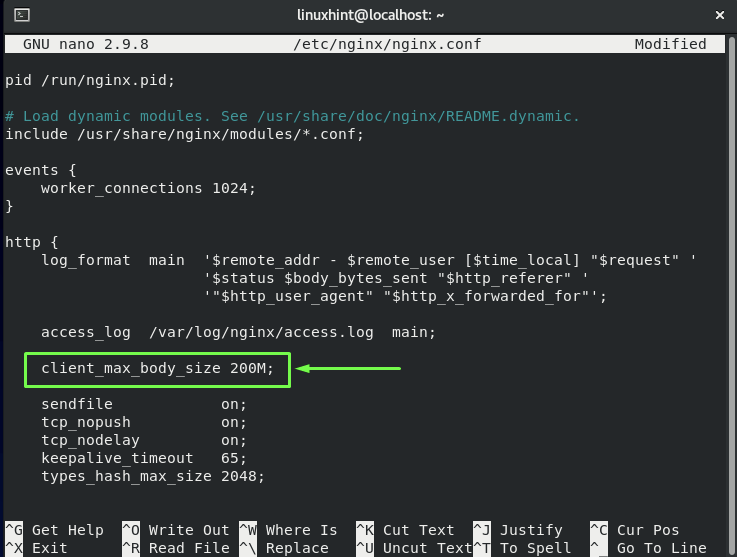 linuxhint@localhost: ~
GNU nano 2.9.8 /etc/nginx/nginx.conf Modified
pid /run/nginx.pid;
# Load dynamic modules. See /usr/share/doc/nginx/README.dynamic.
include /usr/share/nginx/modules/*.conf;
events {
    worker_connections 1024;
}
http {
    log_format  main  '$remote_addr - $remote_user [$time_local] "$request" '
                      '$status $body_bytes_sent "$http_referer" '
                      '"$http_user_agent" "$http_x_forwarded_for"';
    access_log  /var/log/nginx/access.log  main;
    client_max_body_size 200M;
    sendfile            on;
    tcp_nopush          on;
    tcp_nodelay         on;
    keepalive_timeout   65;
    types_hash_max_size 2048;
^G Get Help  ^O Write Out ^W Where Is  ^K Cut Text  ^J Justify  ^C Cur Pos
^X Exit  ^R Read File ^\ Replace  ^U Uncut Text^T To Spell  ^_ Go To Line